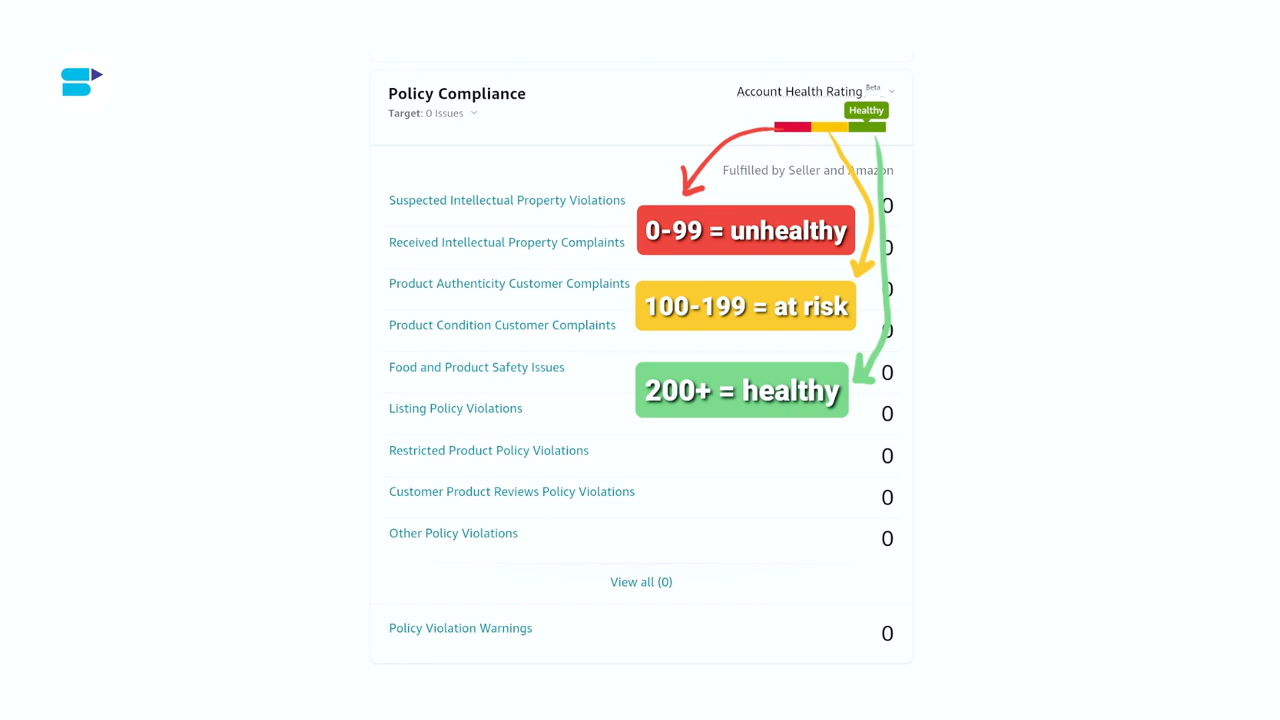 Policy Compliance
Target: 0 Issues
Account Health Rating Beta
Healthy
Fulfilled by Seller and Amazon
Suspected Intellectual Property Violations 0
0-99 = unhealthy
Received Intellectual Property Complaints 0
Product Authenticity Customer Complaints 0
100-199 = at risk
Product Condition Customer Complaints 0
Food and Product Safety Issues 0
200+ = healthy
Listing Policy Violations 0
Restricted Product Policy Violations 0
Customer Product Reviews Policy Violations 0
Other Policy Violations 0
View all (0)
Policy Violation Warnings 0